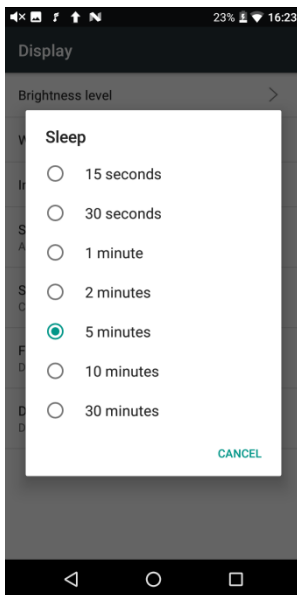 23% 16:23
Display
Brightness level
Sleep
15 seconds
30 seconds
1 minute
2 minutes
5 minutes
10 minutes
30 minutes
CANCEL